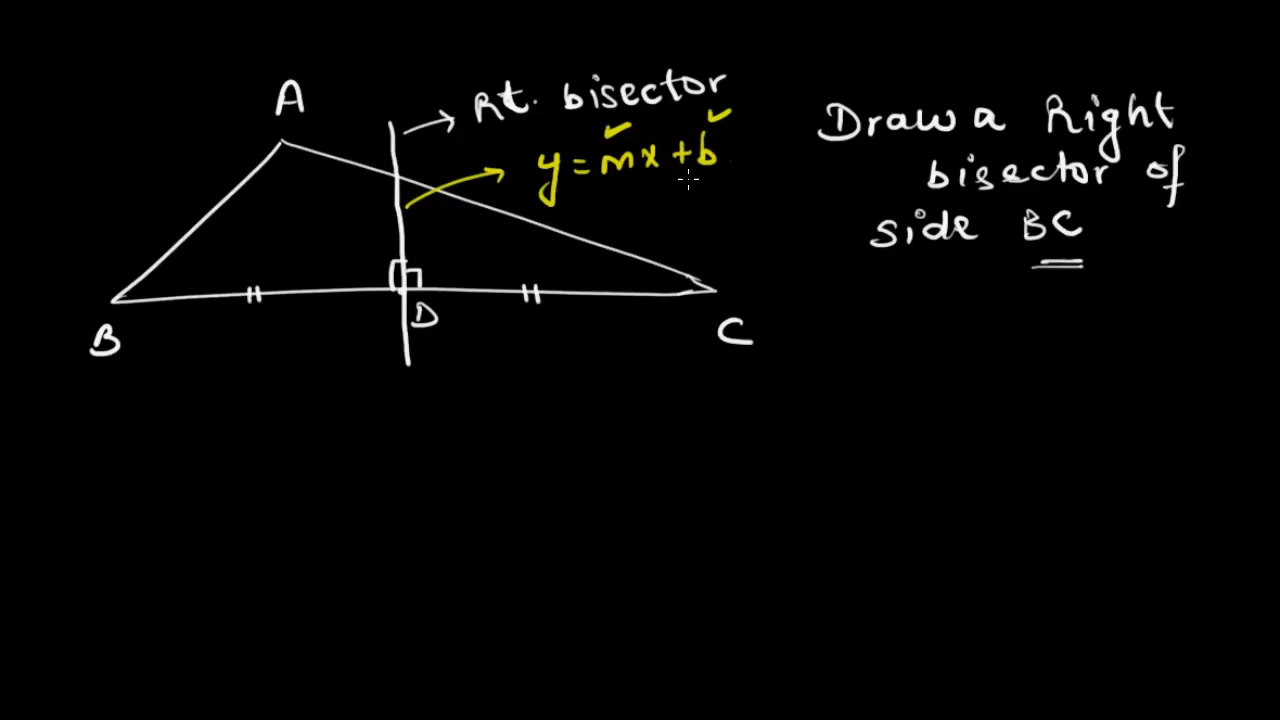 A
Rt. bisector
y = mx + b
B
D
C
Draw a Right
bisector of
side BC